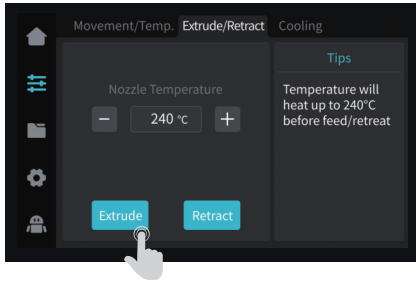 Movement/Temp. Extrude/Retract Cooling
Tips
Nozzle Temperature
Temperature will
heat up to 240°C
before feed/retreat
− 240 °C +
Extrude Retract